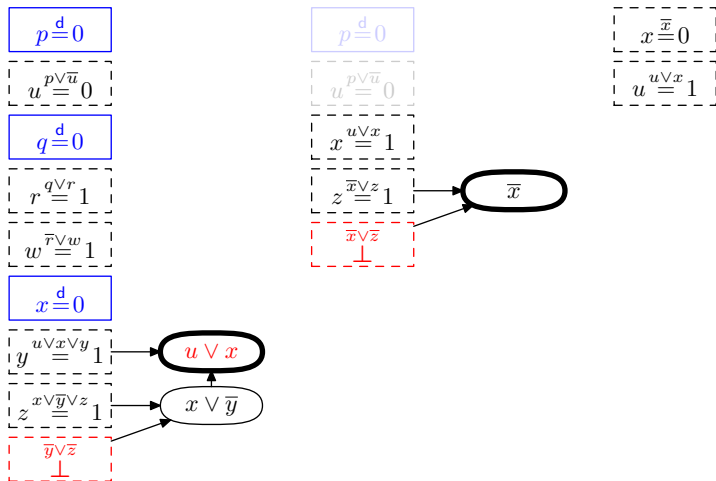 p =ᵈ 0
u =^{p ∨ u̅} 0
q =ᵈ 0
r =^{q ∨ r} 1
w =^{r̅ ∨ w} 1
x =ᵈ 0
y =^{u ∨ x ∨ y} 1
u ∨ x
z =^{x ∨ y̅ ∨ z} 1
x ∨ y̅
y̅ ∨ z̅
⊥
p =ᵈ 0
u =^{p ∨ u̅} 0
x =^{u ∨ x} 1
z =^{x̅ ∨ z} 1
x̅
x̅ ∨ z̅
⊥
x =^{x̅} 0
u =^{u ∨ x} 1